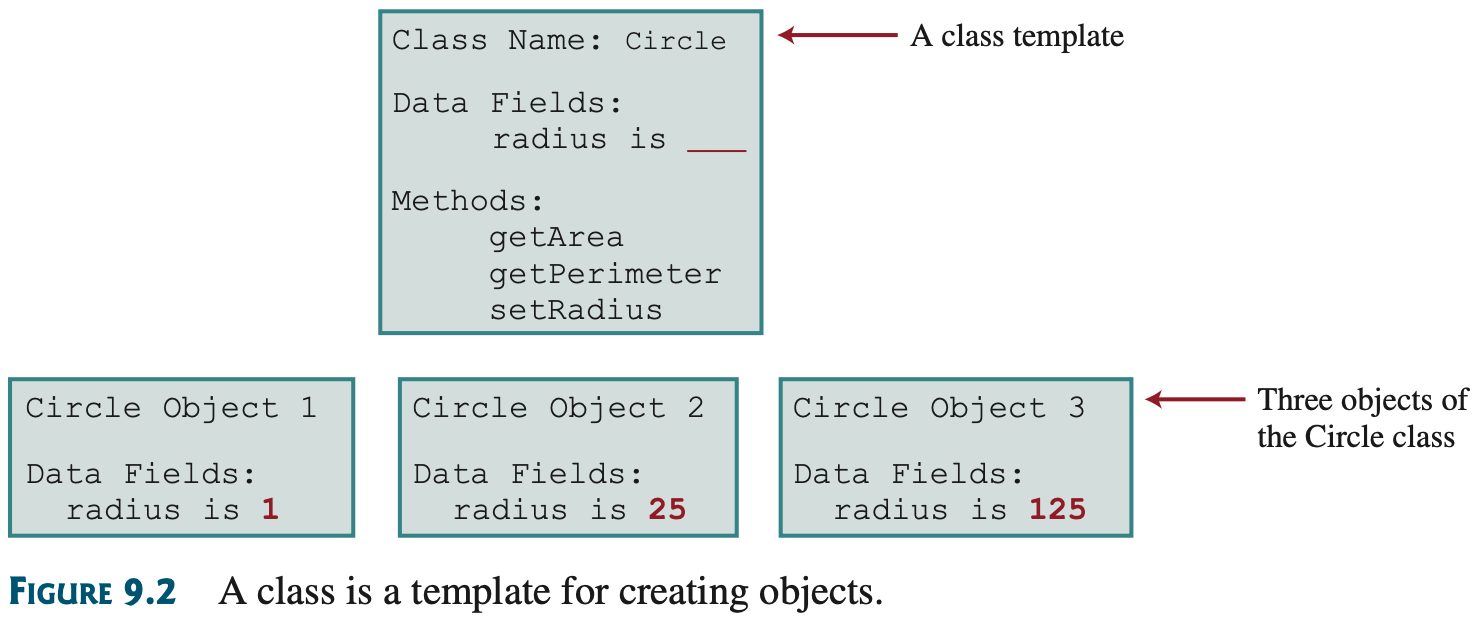 Class Name: Circle
A class template
Data Fields:
radius is ____
Methods:
getArea
getPerimeter
setRadius
Circle Object 1
Data Fields:
radius is 1
Circle Object 2
Data Fields:
radius is 25
Circle Object 3
Data Fields:
radius is 125
Three objects of
the Circle class
FIGURE 9.2 A class is a template for creating objects.